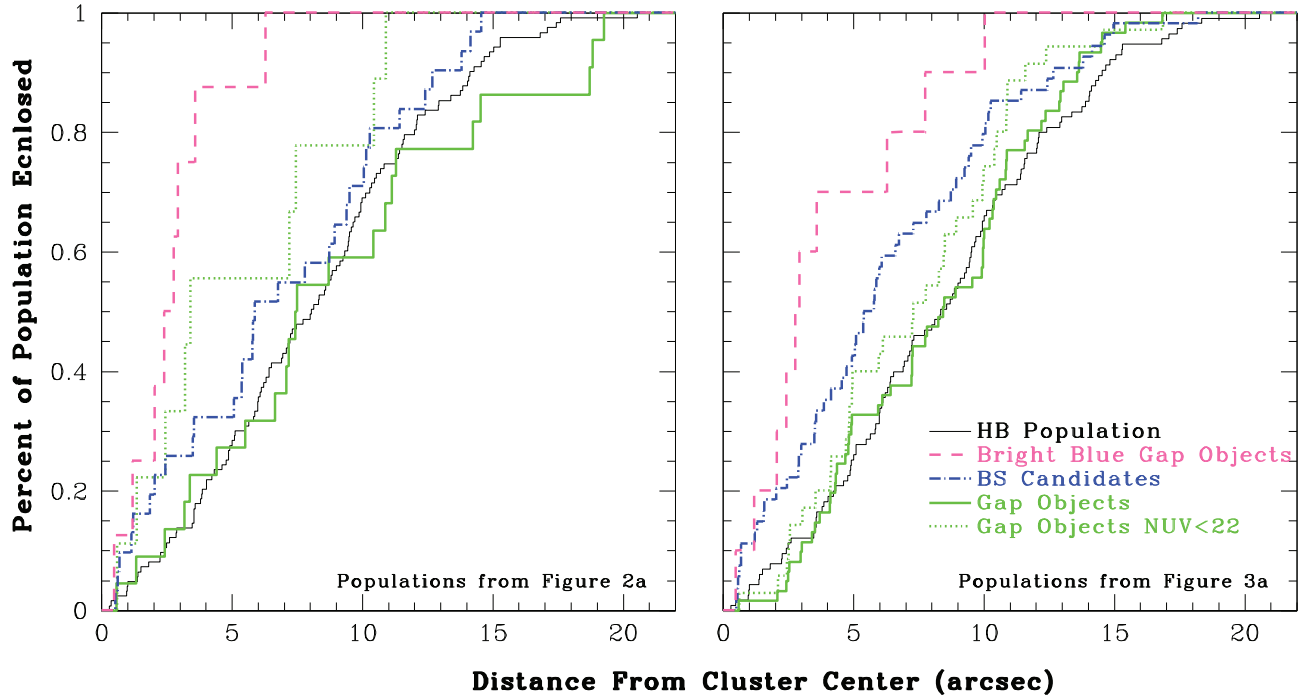 Percent of Population Ecnlosed
1
0.8
0.6
0.4
0.2
0
Populations from Figure 2a
0 5 10 15 20
HB Population
Bright Blue Gap Objects
BS Candidates
Gap Objects
Gap Objects NUV<22
Populations from Figure 3a
0 5 10 15 20
Distance From Cluster Center (arcsec)